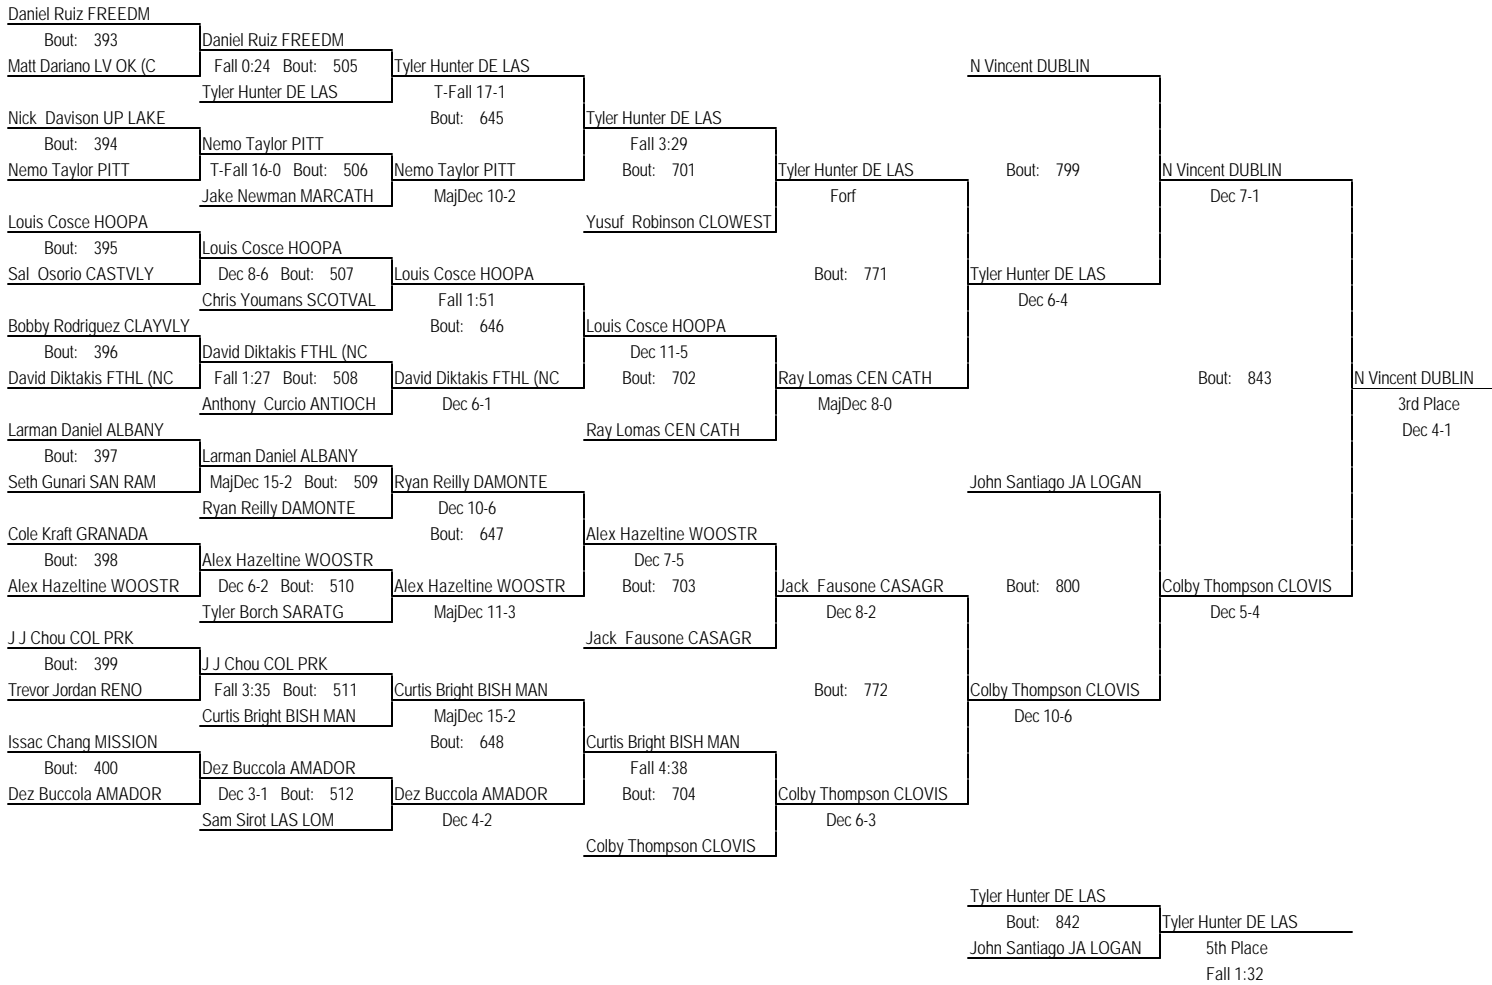 Daniel Ruiz FREEDM
Bout: 393
Matt Dariano LV OK (C
Nick  Davison UP LAKE
Bout: 394
Nemo Taylor PITT
Louis Cosce HOOPA
Bout: 395
Sal  Osorio CASTVLY
Bobby Rodriguez CLAYVLY
Bout: 396
David Diktakis FTHL (NC
Larman Daniel ALBANY
Bout: 397
Seth Gunari SAN RAM
Cole Kraft GRANADA
Bout: 398
Alex Hazeltine WOOSTR
J J Chou COL PRK
Bout: 399
Trevor Jordan RENO
Issac Chang MISSION
Bout: 400
Dez Buccola AMADOR
Daniel Ruiz FREEDM
Fall 0:24 Bout: 505
Tyler Hunter DE LAS
Nemo Taylor PITT
T-Fall 16-0 Bout: 506
Jake Newman MARCATH
Louis Cosce HOOPA
Dec 8-6 Bout: 507
Chris Youmans SCOTVAL
David Diktakis FTHL (NC
Fall 1:27 Bout: 508
Anthony  Curcio ANTIOCH
Larman Daniel ALBANY
MajDec 15-2 Bout: 509
Ryan Reilly DAMONTE
Alex Hazeltine WOOSTR
Dec 6-2 Bout: 510
Tyler Borch SARATG
J J Chou COL PRK
Fall 3:35 Bout: 511
Curtis Bright BISH MAN
Dez Buccola AMADOR
Dec 3-1 Bout: 512
Sam Sirot LAS LOM
Tyler Hunter DE LAS
T-Fall 17-1
Bout: 645
Nemo Taylor PITT
MajDec 10-2
Louis Cosce HOOPA
Fall 1:51
Bout: 646
David Diktakis FTHL (NC
Dec 6-1
Ryan Reilly DAMONTE
Dec 10-6
Bout: 647
Alex Hazeltine WOOSTR
MajDec 11-3
Curtis Bright BISH MAN
MajDec 15-2
Bout: 648
Dez Buccola AMADOR
Dec 4-2
Tyler Hunter DE LAS
Fall 3:29
Bout: 701
Yusuf  Robinson CLOWEST
Louis Cosce HOOPA
Dec 11-5
Bout: 702
Ray Lomas CEN CATH
Alex Hazeltine WOOSTR
Dec 7-5
Bout: 703
Jack  Fausone CASAGR
Curtis Bright BISH MAN
Fall 4:38
Bout: 704
Colby Thompson CLOVIS
Tyler Hunter DE LAS
Forf
Bout: 771
Ray Lomas CEN CATH
MajDec 8-0
Jack  Fausone CASAGR
Dec 8-2
Bout: 772
Colby Thompson CLOVIS
Dec 6-3
N Vincent DUBLIN
Bout: 799
Tyler Hunter DE LAS
Dec 6-4
John Santiago JA LOGAN
Bout: 800
Colby Thompson CLOVIS
Dec 10-6
N Vincent DUBLIN
Dec 7-1
Bout: 843
Colby Thompson CLOVIS
Dec 5-4
N Vincent DUBLIN
3rd Place
Dec 4-1
Tyler Hunter DE LAS
Bout: 842
John Santiago JA LOGAN
Tyler Hunter DE LAS
5th Place
Fall 1:32